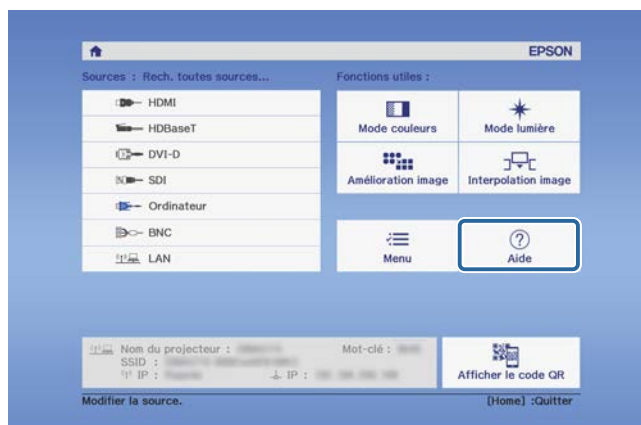 EPSON
Sources : Rech. toutes sources...
HDMI
HDBaseT
DVI-D
SDI
Ordinateur
BNC
LAN
Fonctions utiles :
Mode couleurs
Mode lumière
Amélioration image
Interpolation image
Menu
Aide
Nom du projecteur :
Mot-clé :
SSID :
IP :
IP :
Afficher le code QR
Modifier la source.
[Home] :Quitter